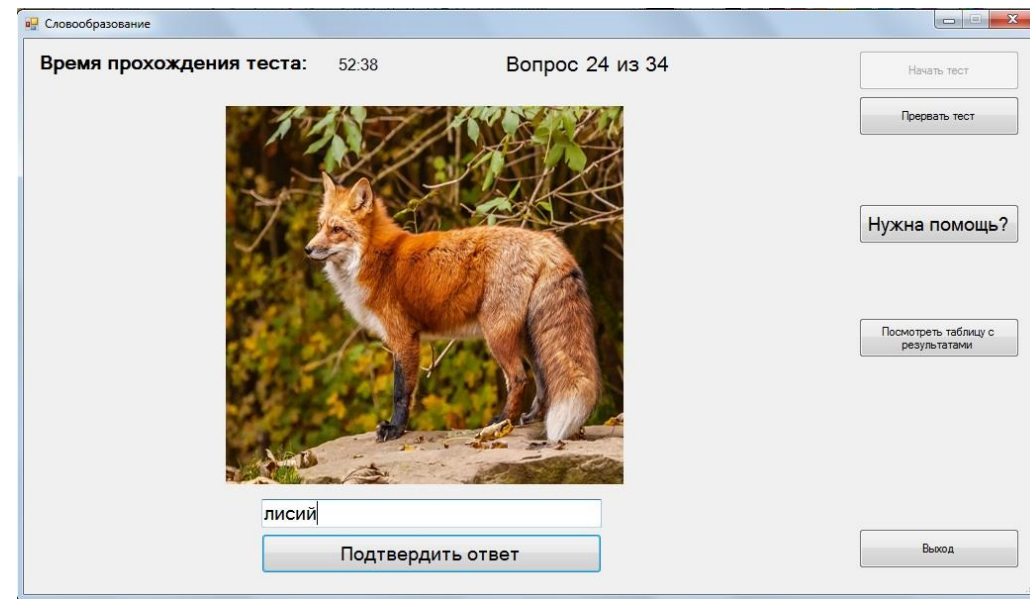 Словообразование
Время прохождения теста: 52:38 Вопрос 24 из 34
Начать тест
Прервать тест
Нужна помощь?
Посмотреть таблицу с
результатами
лисий
Подтвердить ответ
Выход